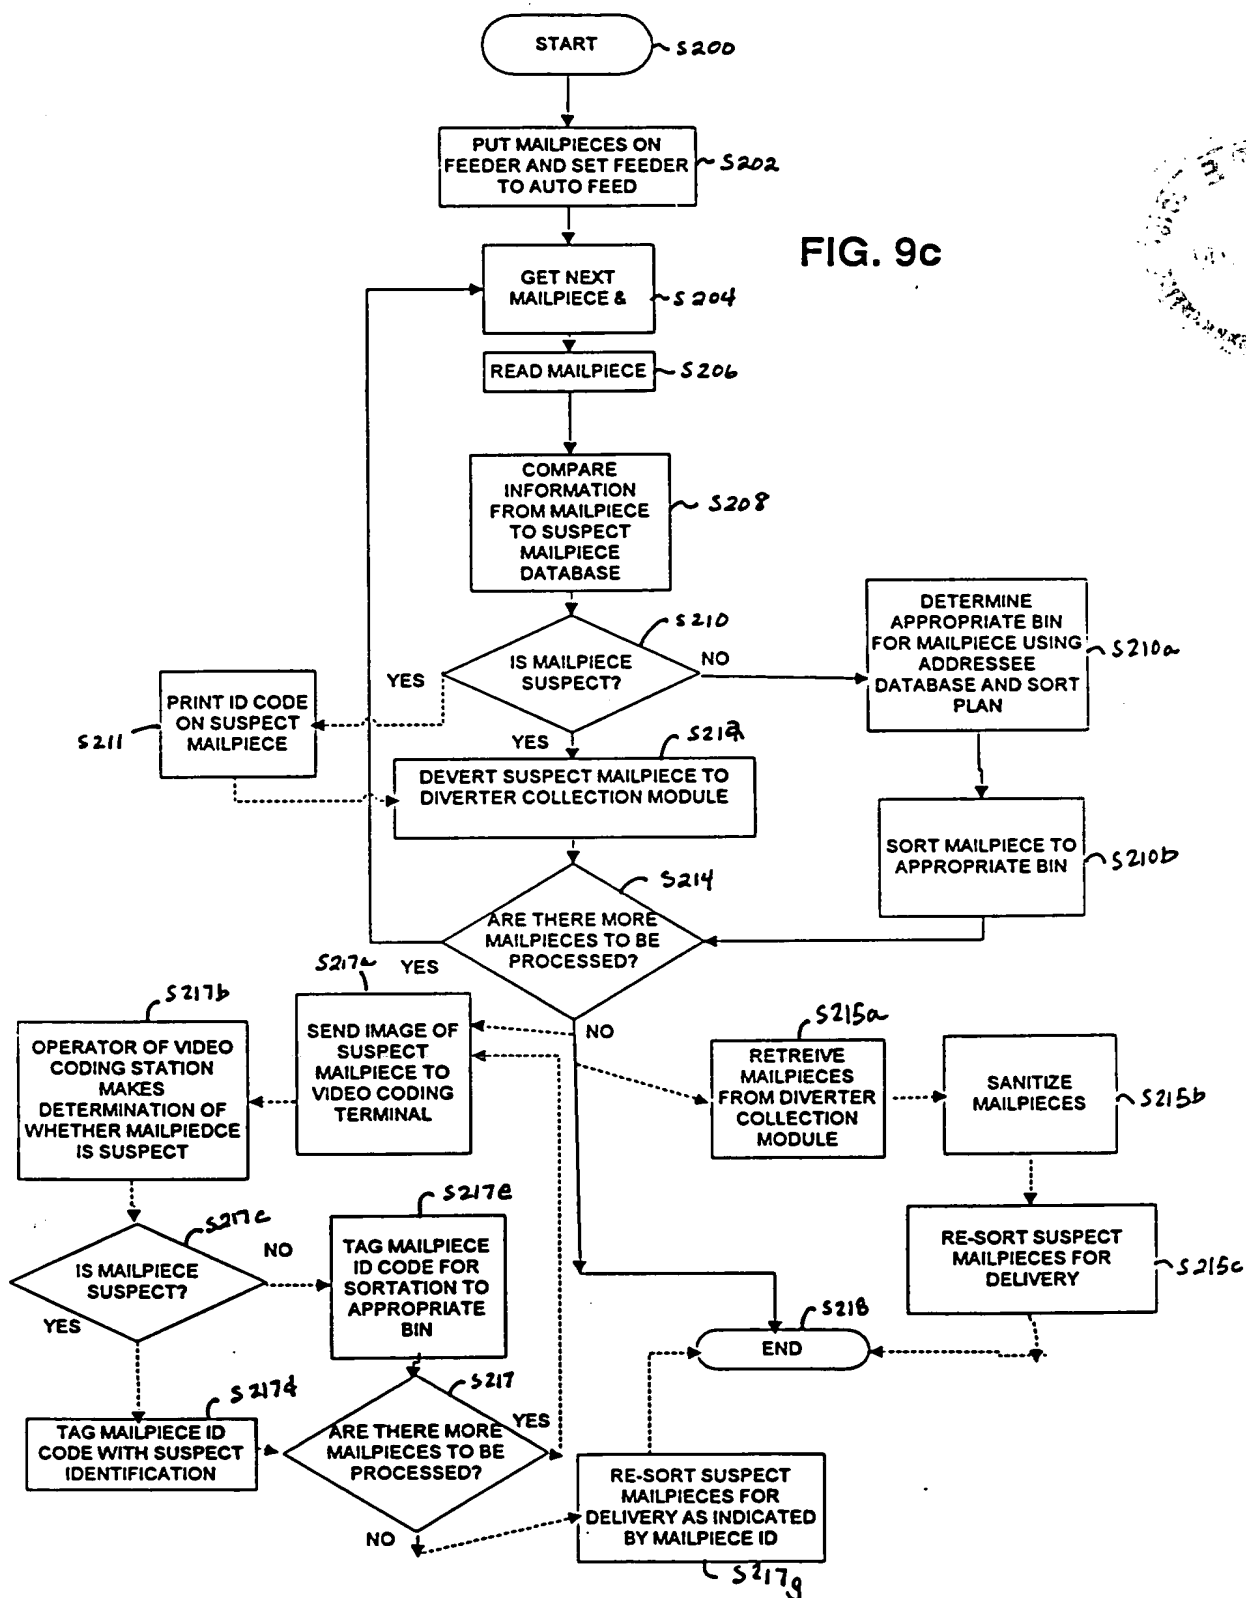 START
S200
PUT MAILPIECES ON
FEEDER AND SET FEEDER
TO AUTO FEED
S202
FIG. 9c
GET NEXT
MAILPIECE &
S204
READ MAILPIECE
S206
COMPARE
INFORMATION
FROM MAILPIECE
TO SUSPECT
MAILPIECE
DATABASE
S208
S210
IS MAILPIECE
SUSPECT?
NO
YES
DETERMINE
APPROPRIATE BIN
FOR MAILPIECE USING
ADDRESSEE
DATABASE AND SORT
PLAN
S210a
PRINT ID CODE
ON SUSPECT
MAILPIECE
S211
YES
S212
DEVERT SUSPECT MAILPIECE TO
DIVERTER COLLECTION MODULE
SORT MAILPIECE TO
APPROPRIATE BIN
S210b
S214
ARE THERE MORE
MAILPIECES TO BE
PROCESSED?
YES
NO
S217a
SEND IMAGE OF
SUSPECT
MAILPIECE TO
VIDEO CODING
TERMINAL
S217b
OPERATOR OF VIDEO
CODING STATION
MAKES
DETERMINATION OF
WHETHER MAILPIEDCE
IS SUSPECT
S215a
RETREIVE
MAILPIECES
FROM DIVERTER
COLLECTION
MODULE
SANITIZE
MAILPIECES
S215b
S217c
IS MAILPIECE
SUSPECT?
NO
YES
S217e
TAG MAILPIECE
ID CODE FOR
SORTATION TO
APPROPRIATE
BIN
RE-SORT SUSPECT
MAILPIECES FOR
DELIVERY
S215c
S218
END
S217d
TAG MAILPIECE ID
CODE WITH SUSPECT
IDENTIFICATION
S217
ARE THERE MORE
MAILPIECES TO BE
PROCESSED?
YES
NO
RE-SORT SUSPECT
MAILPIECES FOR
DELIVERY AS INDICATED
BY MAILPIECE ID
S217g